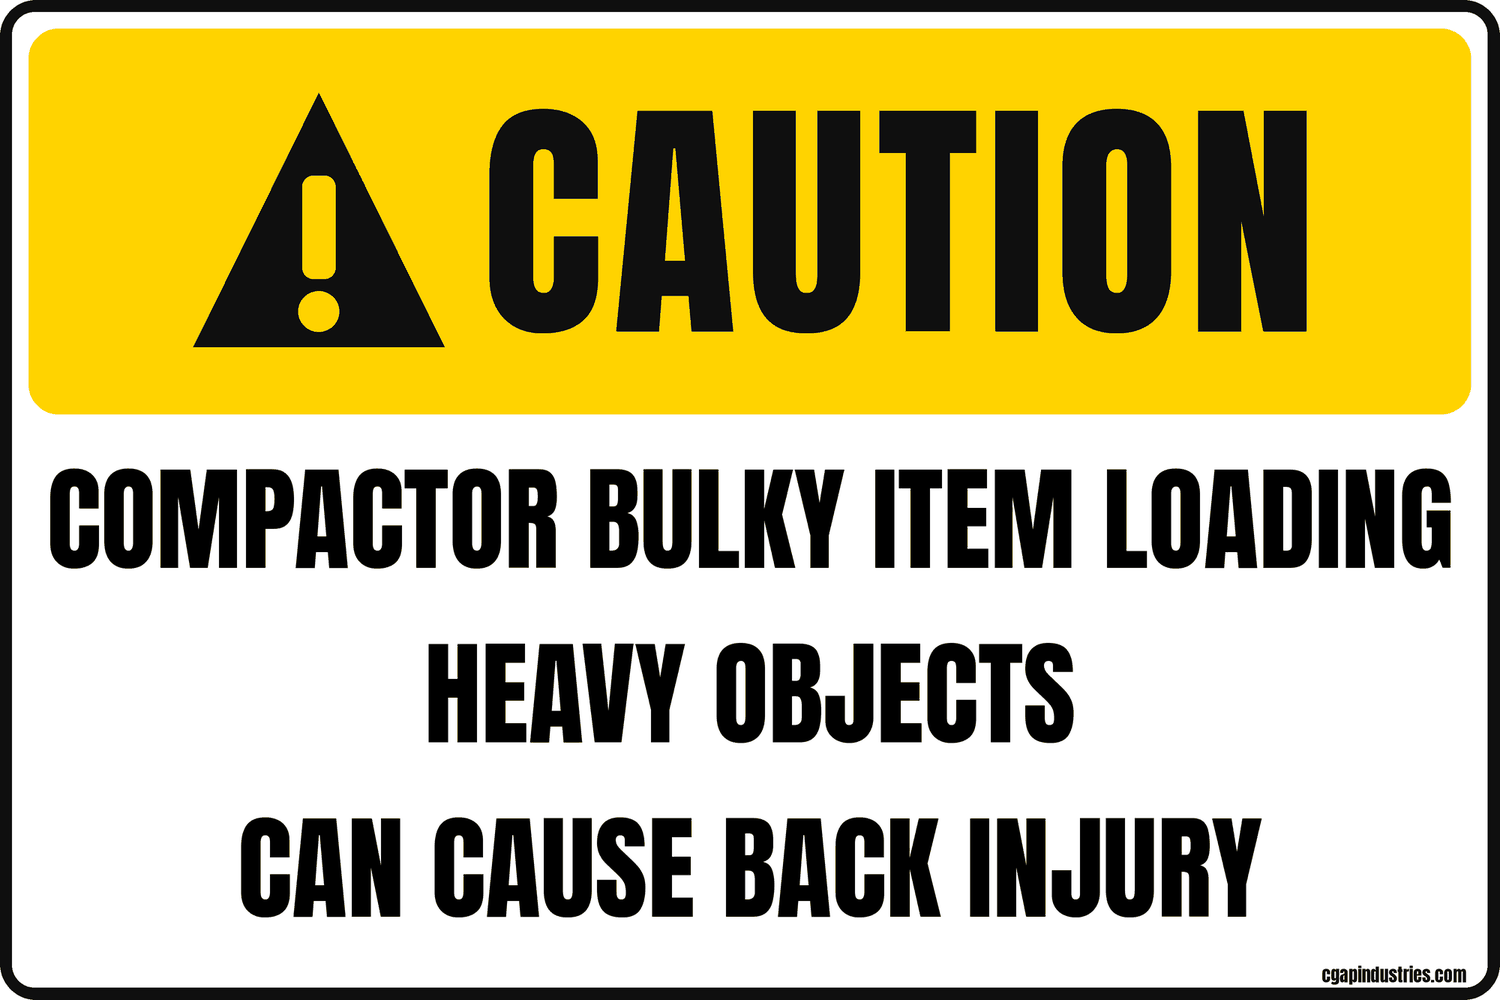 CAUTION
COMPACTOR BULKY ITEM LOADING
HEAVY OBJECTS
CAN CAUSE BACK INJURY
cgapindustries.com